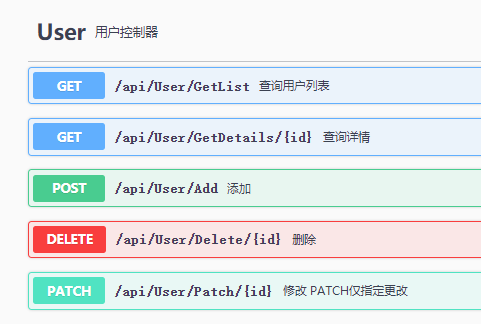 User 用户控制器
GET /api/User/GetList 查询用户列表
GET /api/User/GetDetails/{id} 查询详情
POST /api/User/Add 添加
DELETE /api/User/Delete/{id} 删除
PATCH /api/User/Patch/{id} 修改 PATCH仅指定更改